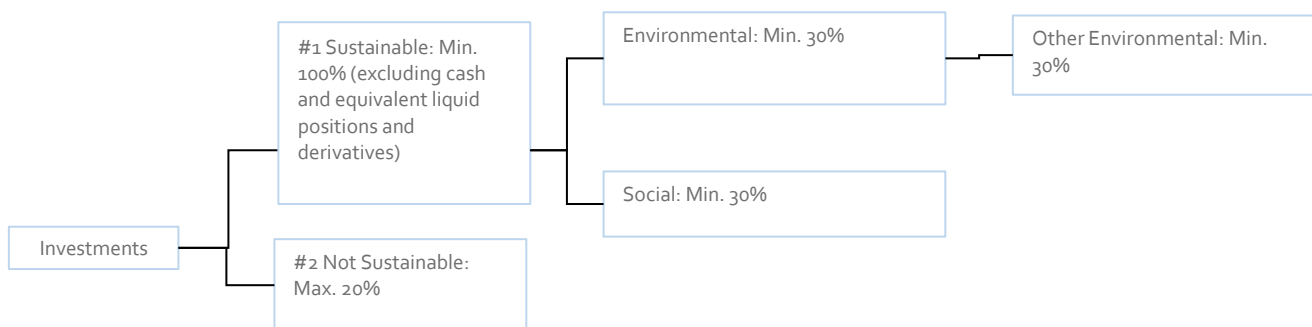 Investments
#1 Sustainable: Min.
100% (excluding cash
and equivalent liquid
positions and
derivatives)
#2 Not Sustainable:
Max. 20%
Environmental: Min. 30%
Social: Min. 30%
Other Environmental: Min.
30%